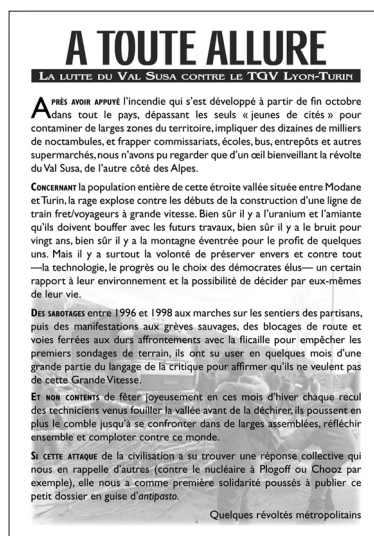 A TOUTE ALLURE
LA LUTTE DU VAL SUSA CONTRE LE TGV LYON-TURIN
APRÈS AVOIR APPUYÉ l'incendie qui s'est développé à partir de fin octobre
dans tout le pays, dépassant les seuls « jeunes de cités » pour
contaminer de larges zones du territoire, impliquer des dizaines de milliers
de noctambules, et frapper commissariats, écoles, bus, entrepôts et autres
supermarchés, nous n'avons pu regarder que d'un œil bienveillant la révolte
du Val Susa, de l'autre côté des Alpes.
CONCERNANT la population entière de cette étroite vallée située entre Modane
et Turin, la rage explose contre les débuts de la construction d'une ligne de
train fret/voyageurs à grande vitesse. Bien sûr il y a l'uranium et l'amiante
qu'ils doivent bouffer avec les futurs travaux, bien sûr il y a le bruit pour
vingt ans, bien sûr il y a la montagne éventrée pour le profit de quelques
uns. Mais il y a surtout la volonté de préserver envers et contre tout
—la technologie, le progrès ou le choix des démocrates élus— un certain
rapport à leur environnement et la possibilité de décider par eux-mêmes
de leur vie.
DES SABOTAGES entre 1996 et 1998 aux marches sur les sentiers des partisans,
puis des manifestations aux grèves sauvages, des blocages de route et
voies ferrées aux durs affrontements avec la flicaille pour empêcher les
premiers sondages de terrain, ils ont su user en quelques mois d'une
grande partie du langage de la critique pour affirmer qu'ils ne veulent pas
de cette Grande Vitesse.
ET NON CONTENTS de fêter joyeusement en ces mois d'hiver chaque recul
des techniciens venus fouiller la vallée avant de la déchirer, ils poussent en
plus le comble jusqu'à se confronter dans de larges assemblées, réfléchir
ensemble et comploter contre ce monde.
SI CETTE ATTAQUE de la civilisation a su trouver une réponse collective qui
nous en rappelle d'autres (contre le nucléaire à Plogoff ou Chooz par
exemple), elle nous a comme première solidarité poussés à publier ce
petit dossier en guise d'antipasto.
Quelques révoltés métropolitains